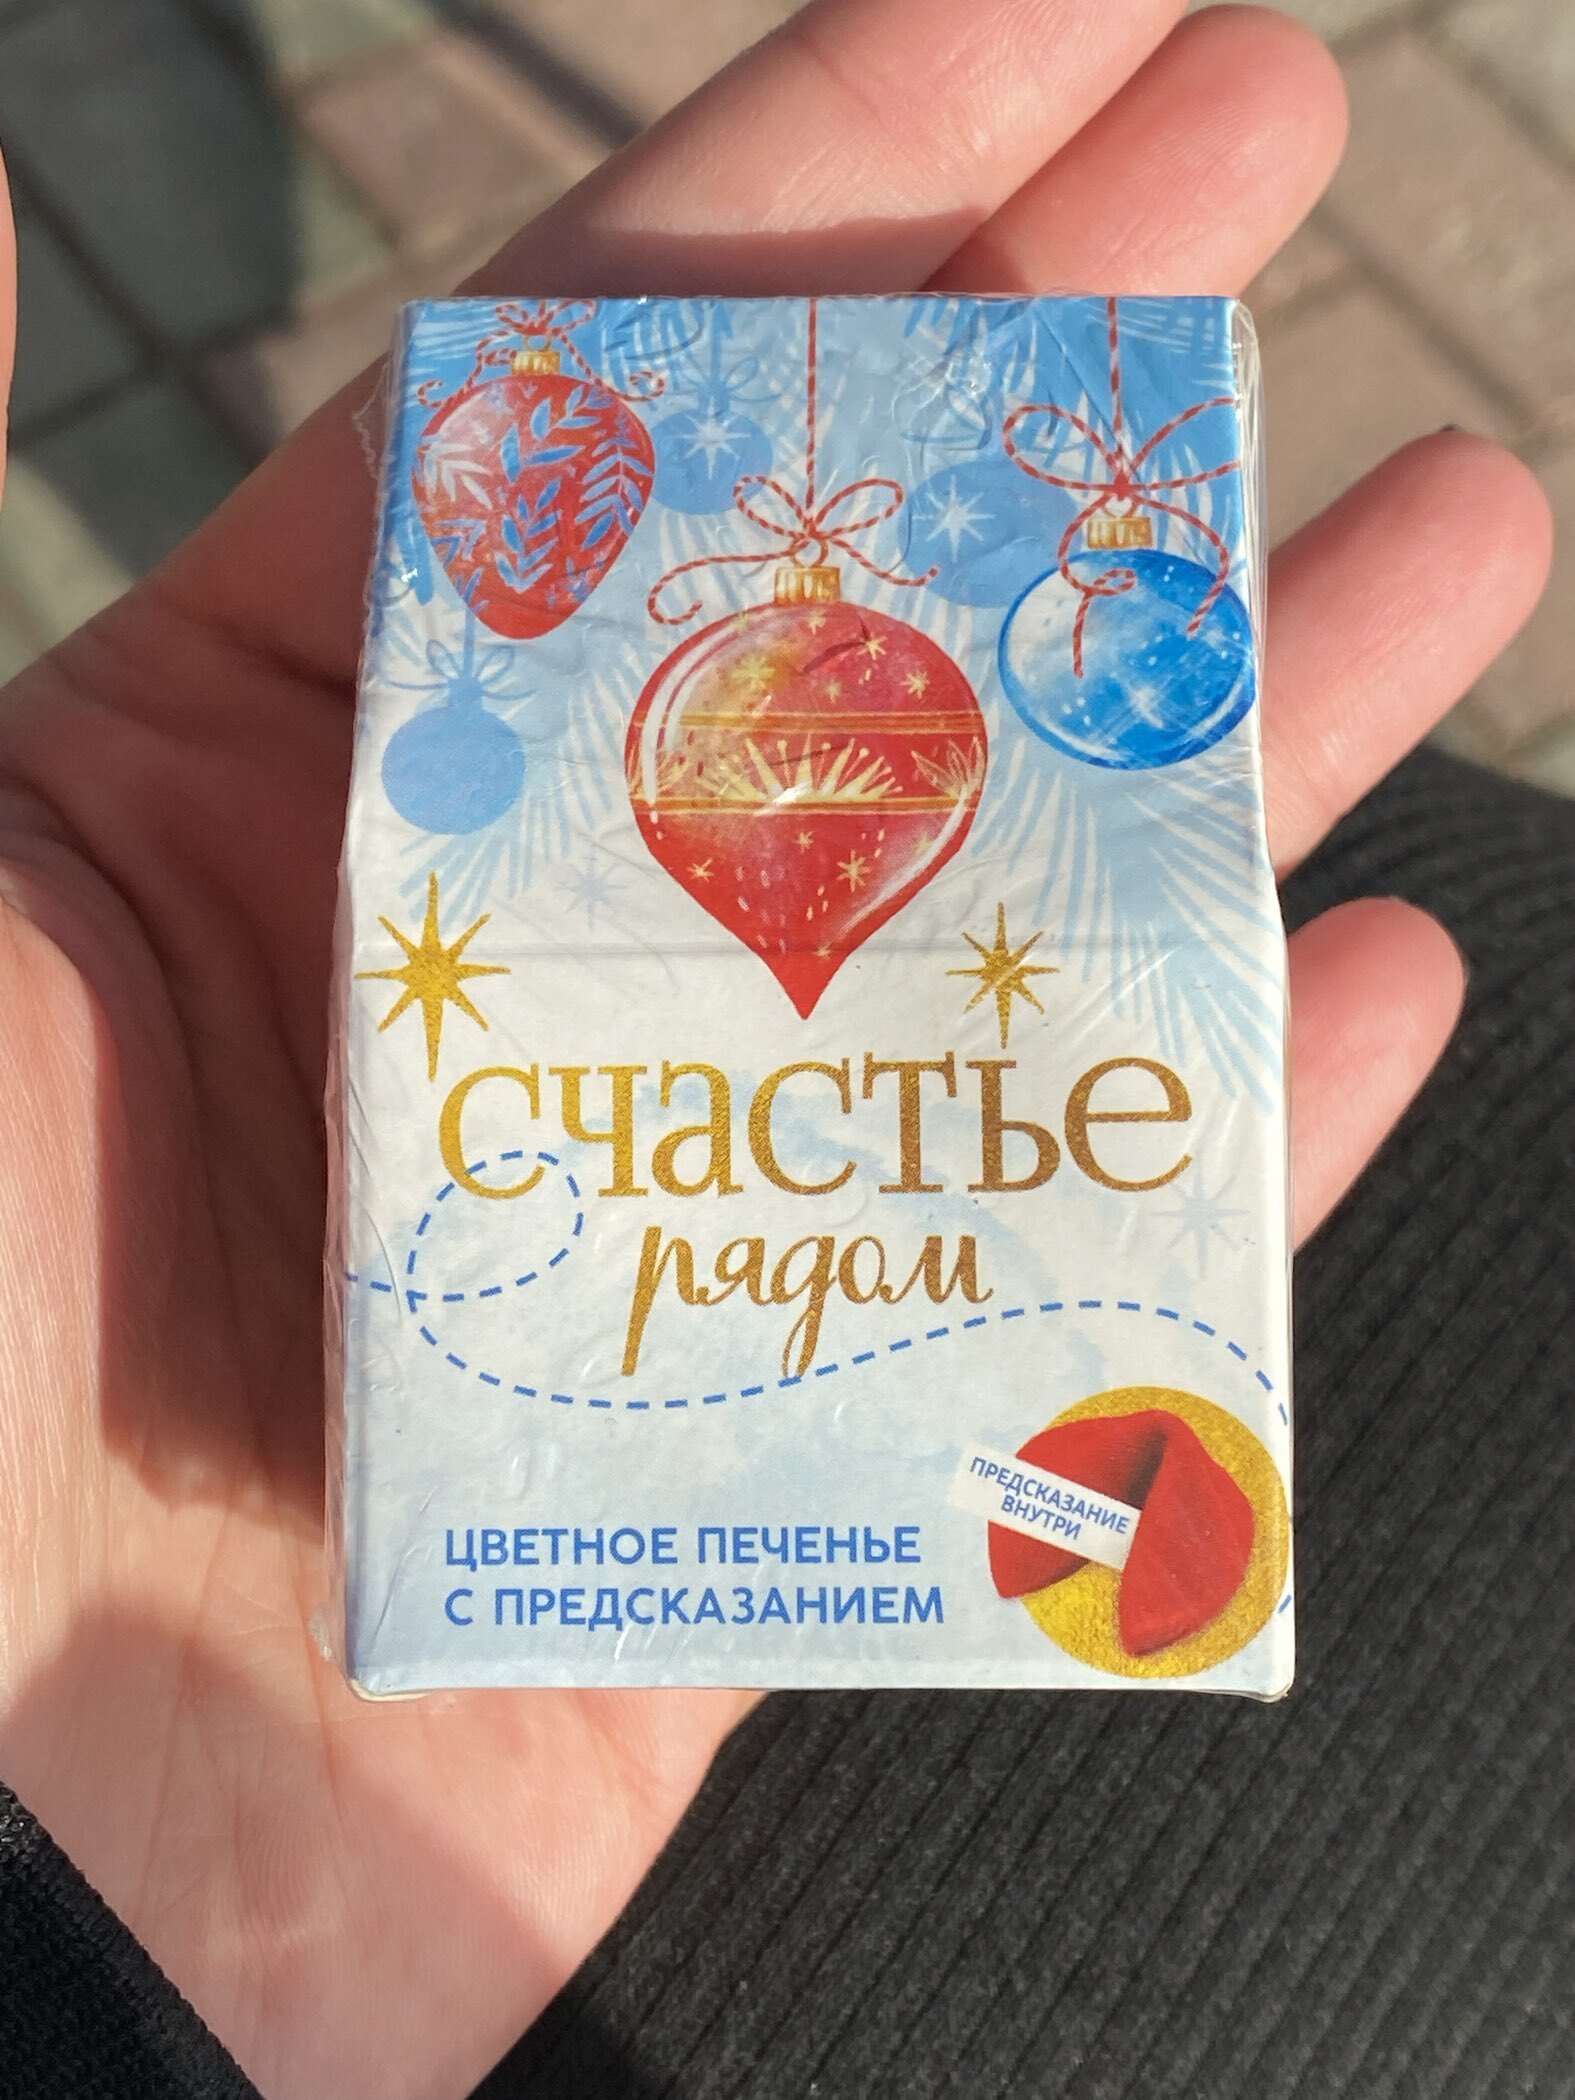 счастье
рядом
ПРЕДСКАЗАНИЕ
ВНУТРИ
ЦВЕТНОЕ ПЕЧЕНЬЕ
С ПРЕДСКАЗАНИЕМ